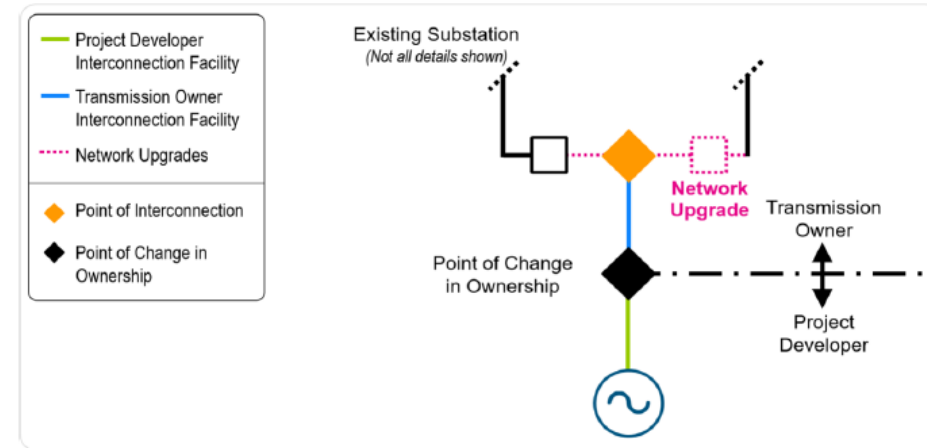 Project Developer
Interconnection Facility
Transmission Owner
Interconnection Facility
Network Upgrades
Point of Interconnection
Point of Change in
Ownership
Existing Substation
(Not all details shown)
Network
Upgrade
Transmission
Owner
Point of Change
in Ownership
Project
Developer